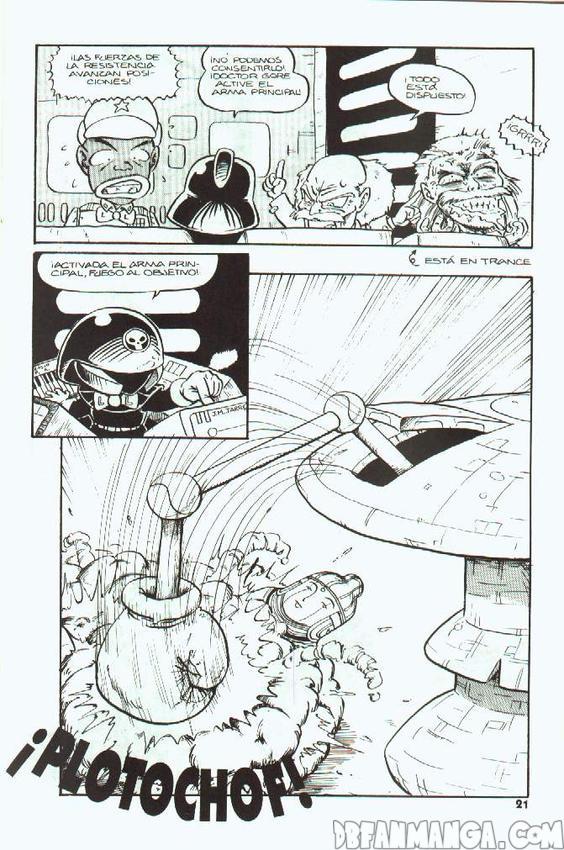 ¡LAS FUERZAS DE
LA RESISTENCIA
AVANZAN POSI-
CIONES!
¡NO PODEMOS
CONSENTIRLO!
¡DOCTOR GORE
ACTIVE EL
ARMA PRINCIPAL!
¡TODO
ESTÁ
DISPUESTO!
¡GRRR!
ESTÁ EN TRANCE
¡ACTIVADA EL ARMA PRIN-
CIPAL, FUEGO AL OBJETIVO!
¡PLOTOCHOF!
21
DBFANMANGA.COM